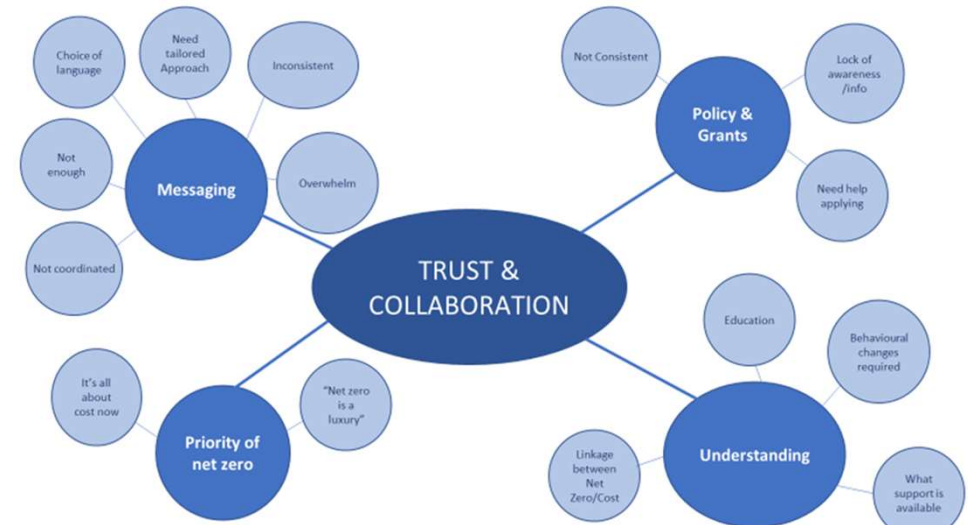 Choice of
language
Need
tailored
Approach
Inconsistent
Not
enough
Messaging
Overwhelm
Not coordinated
Not Consistent
Policy &
Grants
Lock of
awareness
/info
Need help
applying
TRUST &
COLLABORATION
It's all
about
cost now
Priority of
net zero
"Net zero
is a
luxury"
Education
Behavioural
changes
required
Understanding
Linkage
between
Net
Zero/Cost
What
support is
available